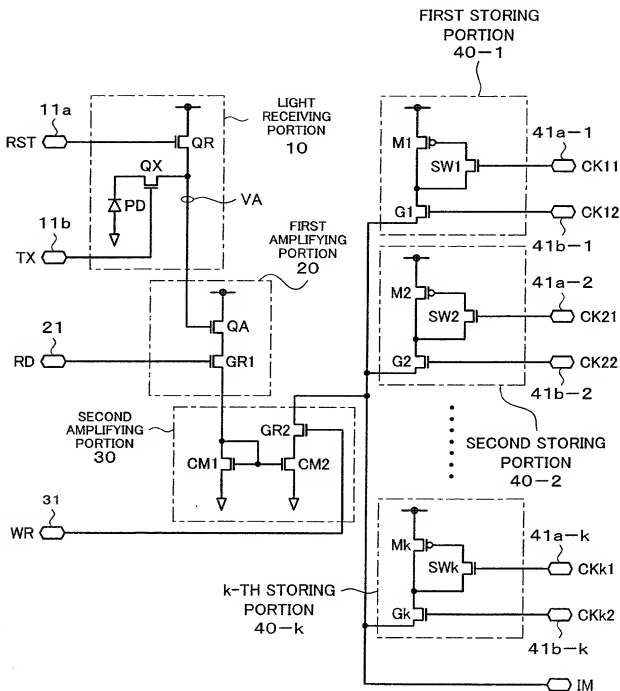 FIRST STORING
PORTION
40-1
11a
RST
QR
LIGHT
RECEIVING
PORTION
10
QX
PD
VA
11b
TX
M1
SW1
G1
41a-1
CK11
CK12
41b-1
FIRST
AMPLIFYING
PORTION
20
21
RD
QA
GR1
M2
SW2
G2
41a-2
CK21
CK22
41b-2
SECOND
AMPLIFYING
PORTION
30
GR2
CM1
CM2
31
WR
SECOND STORING
PORTION
40-2
k-TH STORING
PORTION
40-k
Mk
SWk
Gk
41a-k
CKk1
CKk2
41b-k
IM